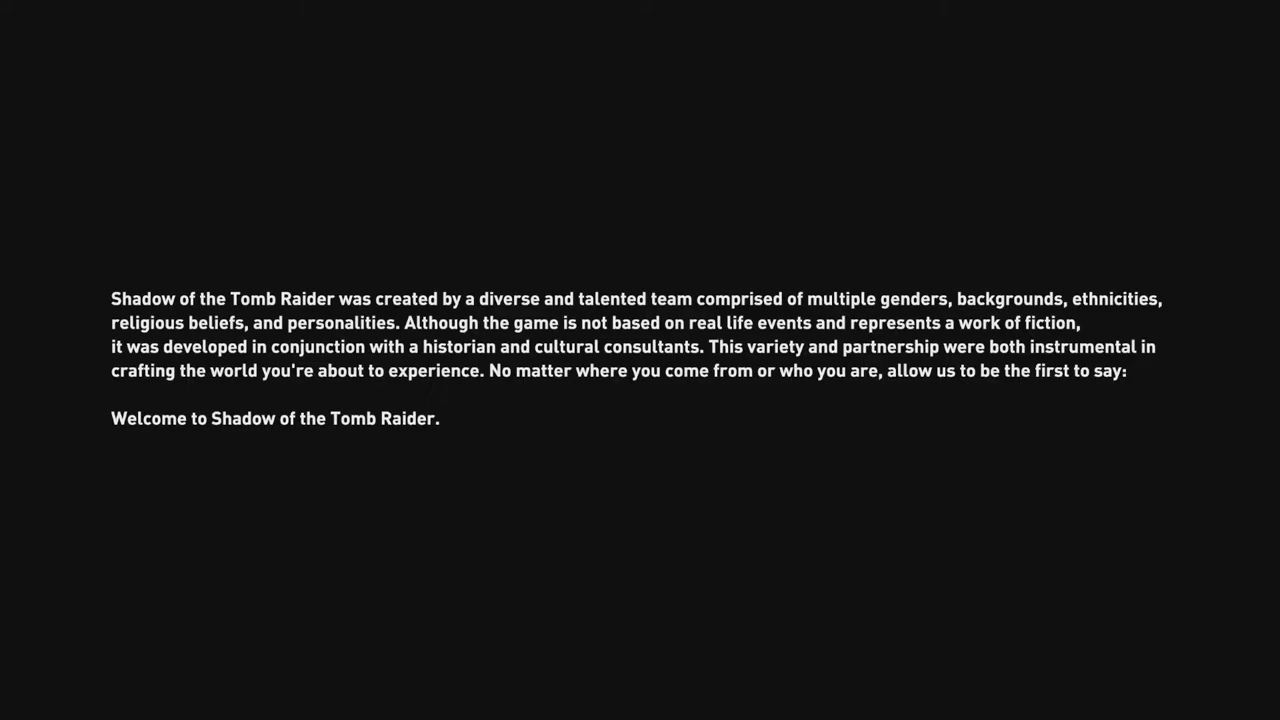 Shadow of the Tomb Raider was created by a diverse and talented team comprised of multiple genders, backgrounds, ethnicities,
religious beliefs, and personalities. Although the game is not based on real life events and represents a work of fiction,
it was developed in conjunction with a historian and cultural consultants. This variety and partnership were both instrumental in
crafting the world you're about to experience. No matter where you come from or who you are, allow us to be the first to say:
Welcome to Shadow of the Tomb Raider.